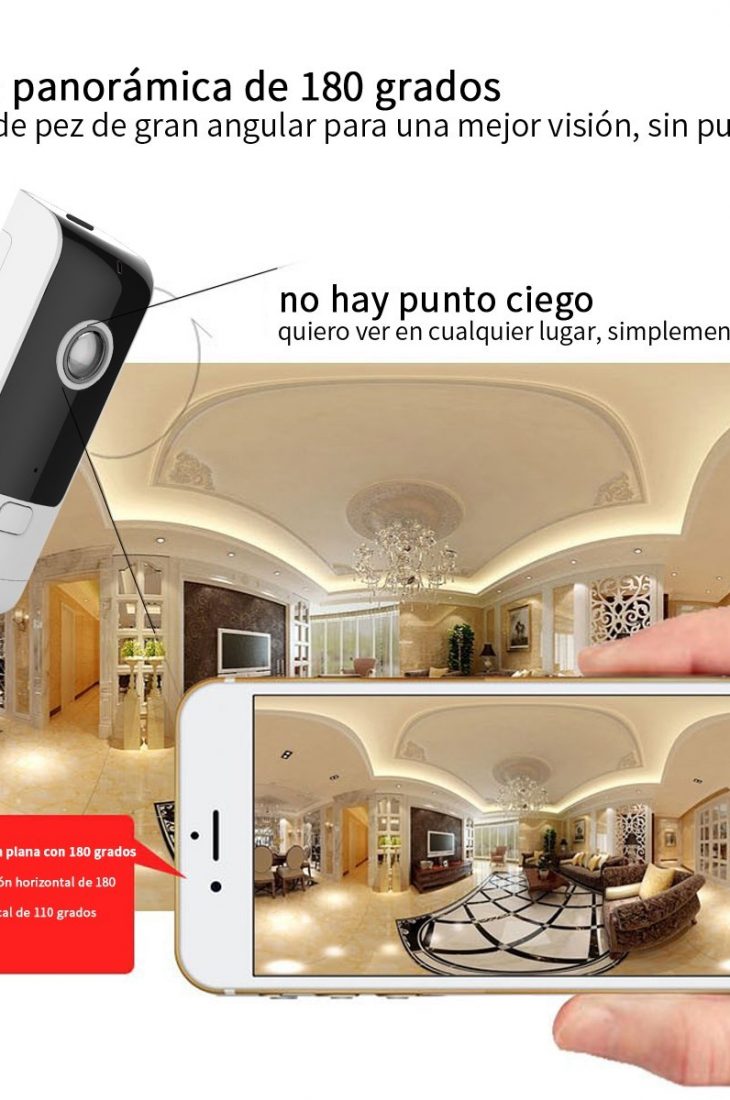 panorámica de 180 grados
de pez de gran angular para una mejor visión, sin pu
no hay punto ciego
quiero ver en cualquier lugar, simplemen
plana con 180 grados
ón horizontal de 180
cal de 110 grados